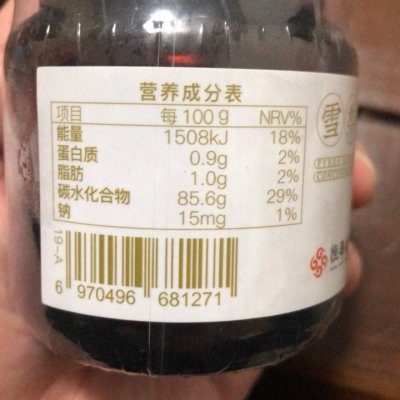 营养成分表
项目 每100g NRV%
能量 1508kJ 18%
蛋白质 0.9g 2%
脂肪 1.0g 2%
碳水化合物 85.6g 29%
钠 15mg 1%
19-A
6 970496 681271
雪